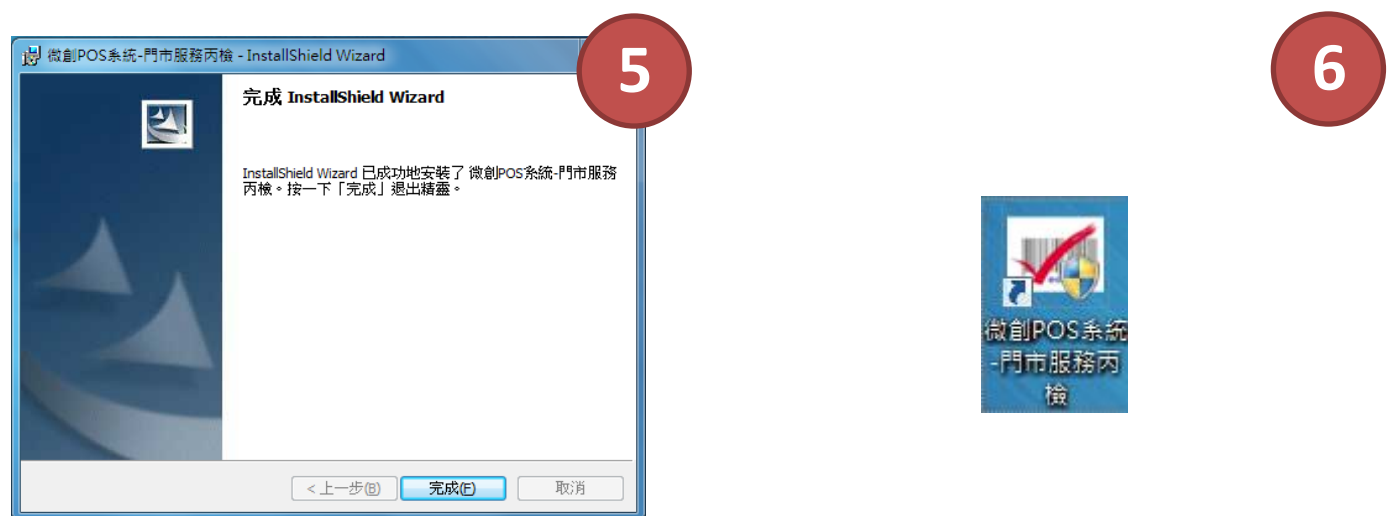 微創POS系統-門市服務丙檢 - InstallShield Wizard
5
完成 InstallShield Wizard
InstallShield Wizard 已成功地安裝了 微創POS系統-門市服務
丙檢。按一下「完成」退出精靈。
< 上一步(B)
完成(F)
取消
6
微創POS系統
-門市服務丙
檢